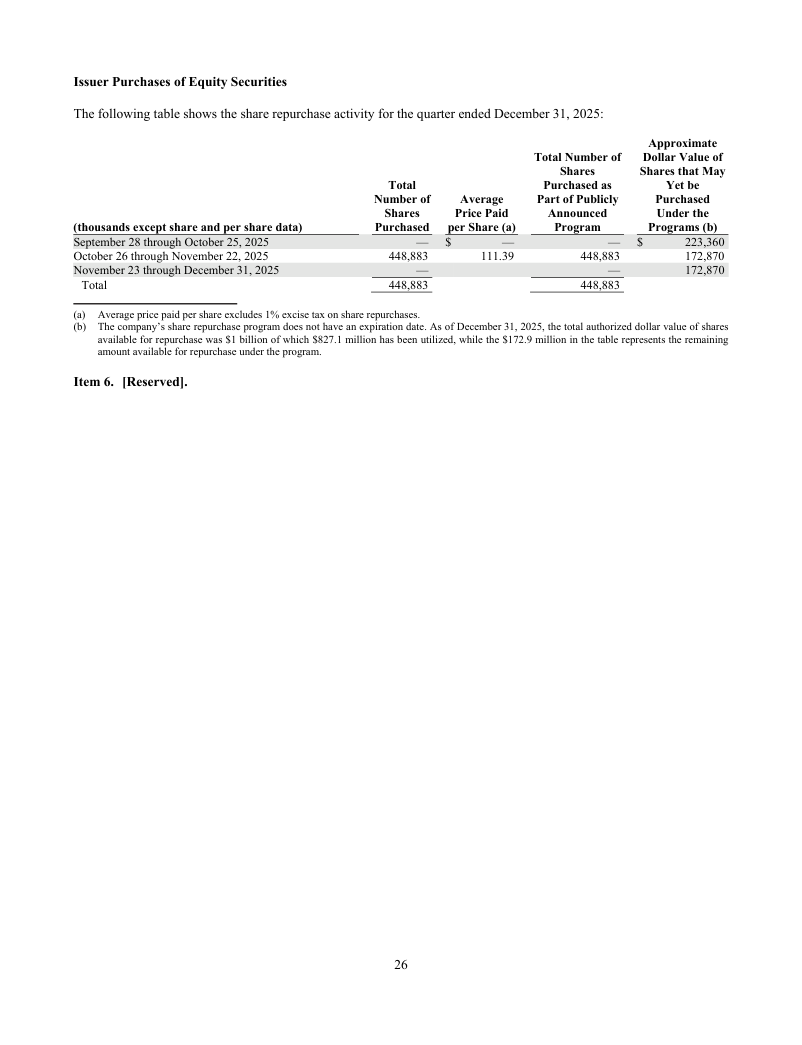 Issuer Purchases of Equity Securities
The following table shows the share repurchase activity for the quarter ended December 31, 2025:
(thousands except share and per share data) Total Number of Shares Purchased Average Price Paid per Share (a) Total Number of Shares Purchased as Part of Publicly Announced Program Approximate Dollar Value of Shares that May Yet be Purchased Under the Programs (b)
September 28 through October 25, 2025 — $ — — $ 223,360
October 26 through November 22, 2025 448,883 111.39 448,883 172,870
November 23 through December 31, 2025 — — 172,870
Total 448,883 448,883
(a) Average price paid per share excludes 1% excise tax on share repurchases.
(b) The company’s share repurchase program does not have an expiration date. As of December 31, 2025, the total authorized dollar value of shares
available for repurchase was $1 billion of which $827.1 million has been utilized, while the $172.9 million in the table represents the remaining
amount available for repurchase under the program.
Item 6. [Reserved].
26